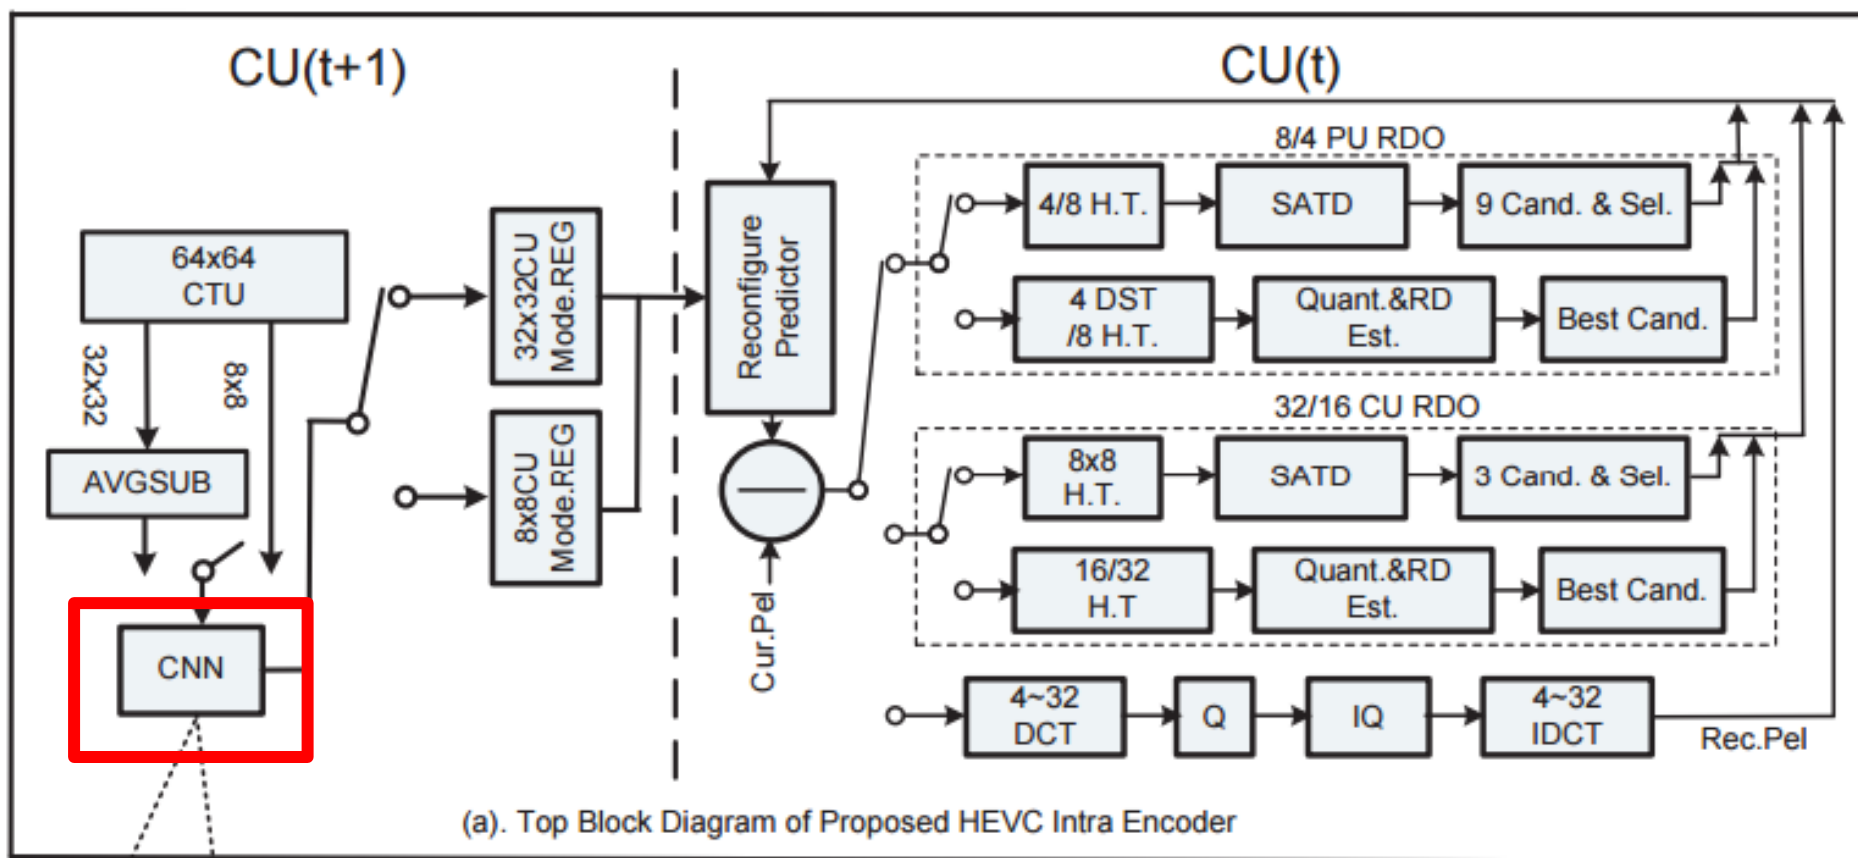 CU(t+1)
CU(t)
64x64
CTU
32x32
8x8
AVGSUB
CNN
32x32CU
Mode.REG
8x8CU
Mode.REG
Reconfigure
Predictor
Cur.Pel
8/4 PU RDO
4/8 H.T.
SATD
9 Cand. & Sel.
4 DST
/8 H.T.
Quant.&RD
Est.
Best Cand.
32/16 CU RDO
8x8
H.T.
SATD
3 Cand. & Sel.
16/32
H.T
Quant.&RD
Est.
Best Cand.
4~32
DCT
Q
IQ
4~32
IDCT
Rec.Pel
(a). Top Block Diagram of Proposed HEVC Intra Encoder